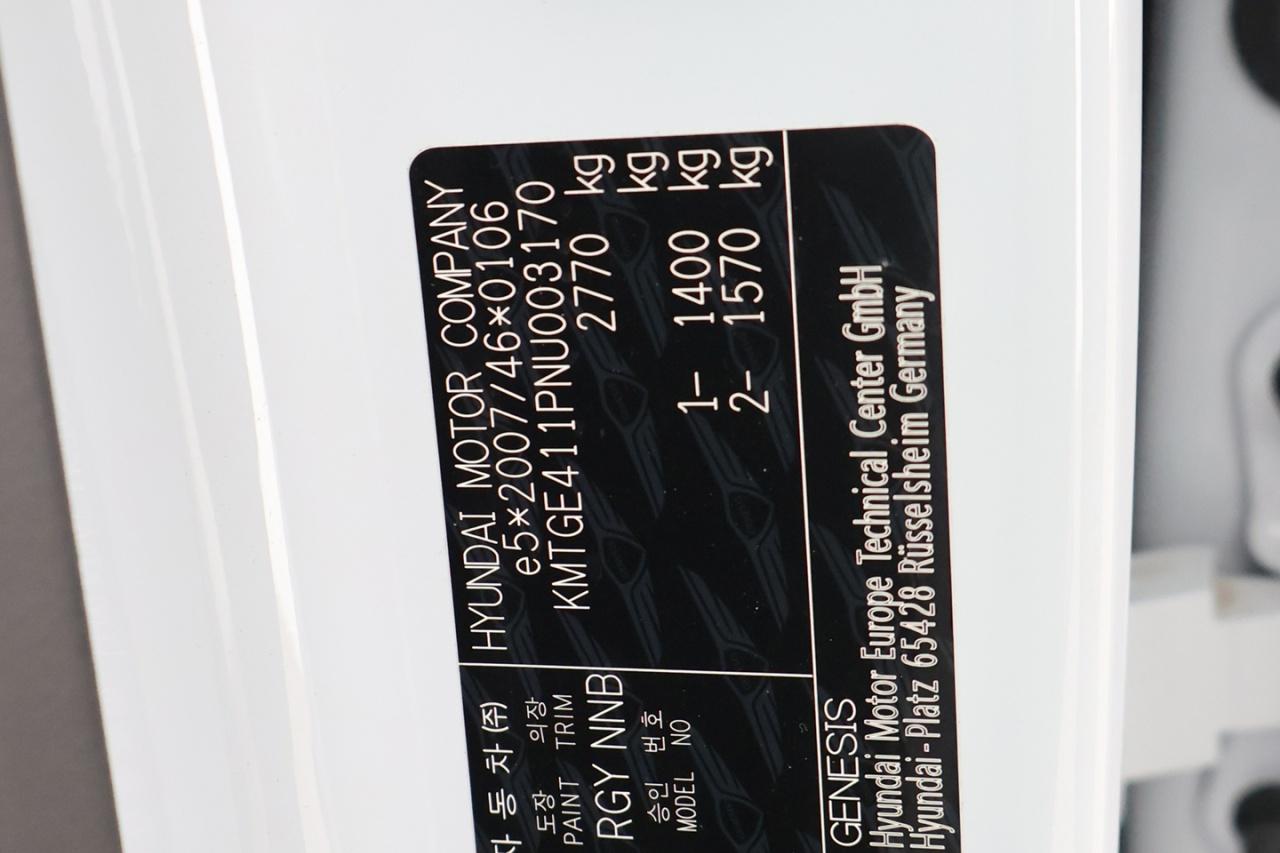 HYUNDAI MOTOR COMPANY
e5*2007/46*0106
KMTGE411PNU003170
2770 kg
kg
1– 1400 kg
2– 1570 kg
자동차(주)
도장 의장
PAINT TRIM
RGY NNB
승인 번호
MODEL NO
GENESIS
Hyundai Motor Europe Technical Center GmbH
Hyundai-Platz 65428 Rüsselsheim Germany